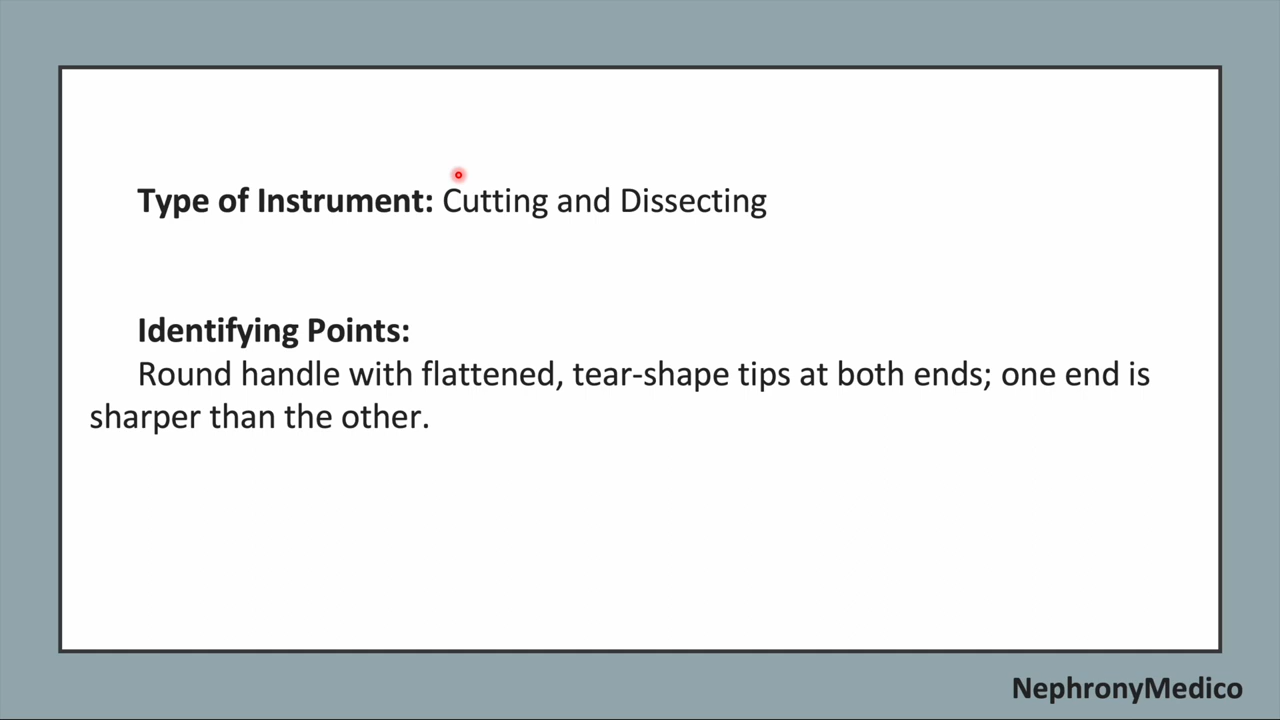 Type of Instrument: Cutting and Dissecting
Identifying Points:
Round handle with flattened, tear-shape tips at both ends; one end is
sharper than the other.
NephronyMedico